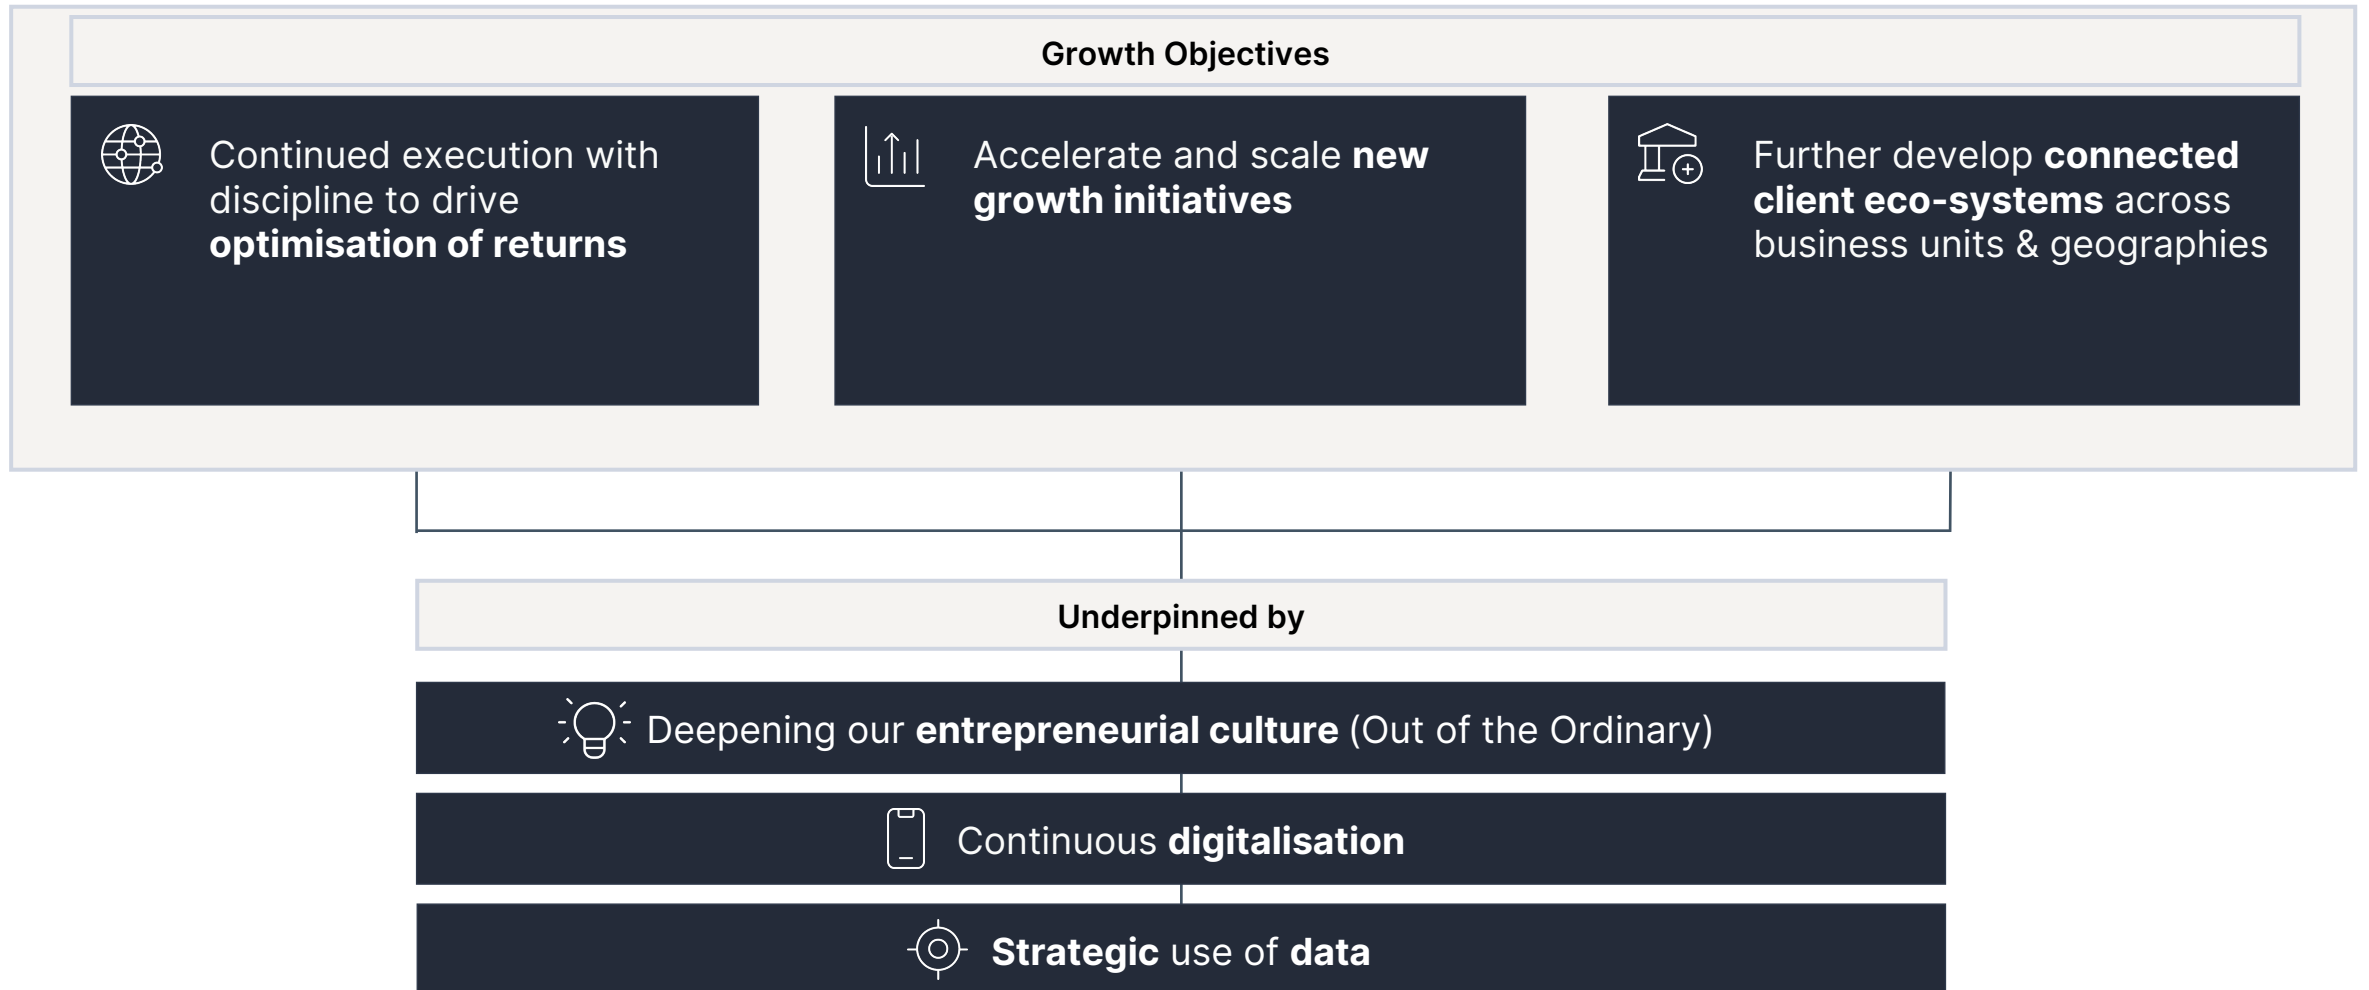 Growth Objectives
Continued execution with
discipline to drive
optimisation of returns
Accelerate and scale new
growth initiatives
Further develop connected
client eco-systems across
business units & geographies
Underpinned by
Deepening our entrepreneurial culture (Out of the Ordinary)
Continuous digitalisation
Strategic use of data